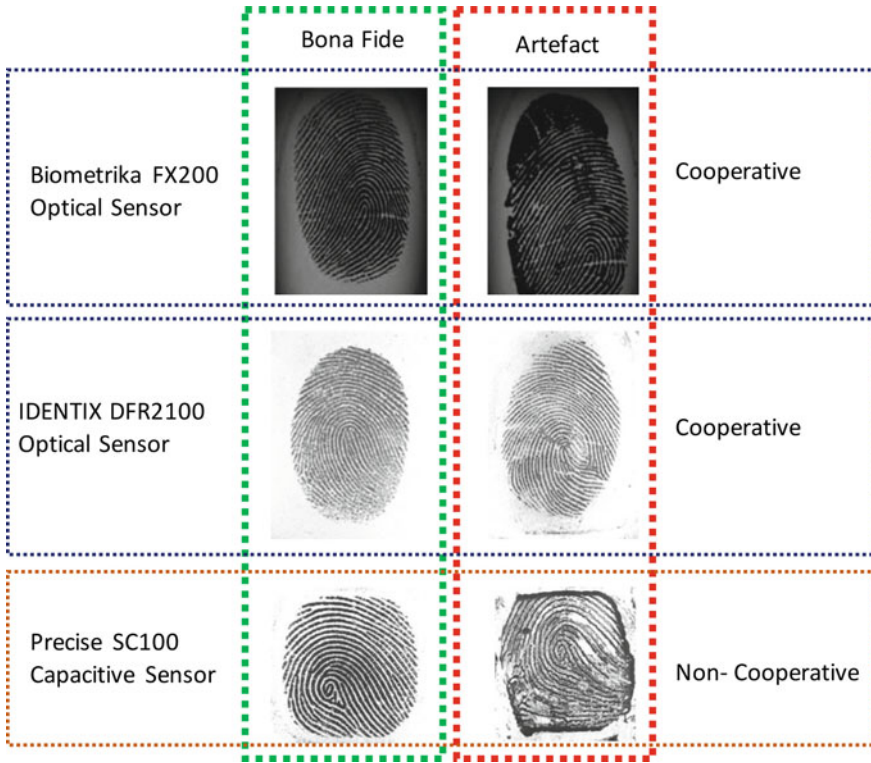 Bona Fide
Artefact
Biometrika FX200
Optical Sensor
Cooperative
IDENTIX DFR2100
Optical Sensor
Cooperative
Precise SC100
Capacitive Sensor
Non- Cooperative